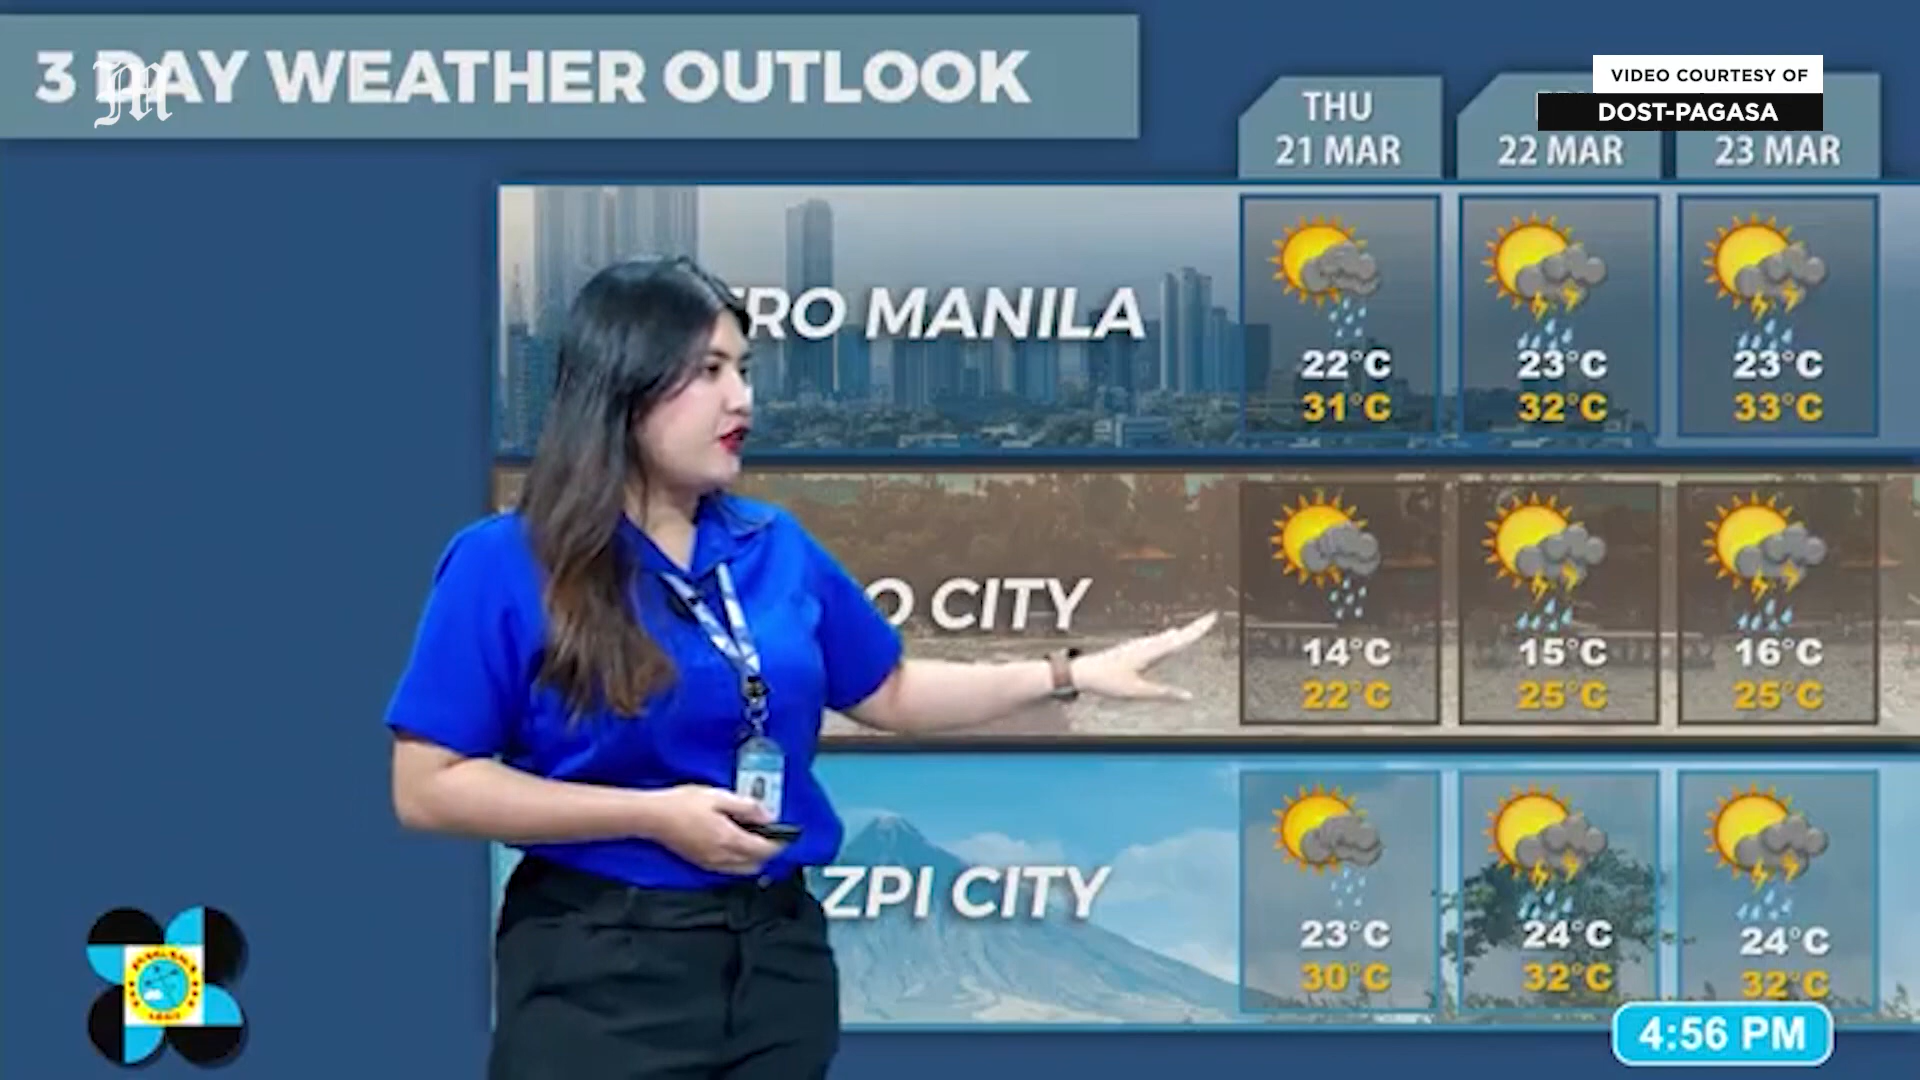 3 DAY WEATHER OUTLOOK
M
VIDEO COURTESY OF
DOST-PAGASA
THU
21 MAR
22 MAR
23 MAR
RO MANILA
22°C
31°C
23°C
32°C
23°C
33°C
O CITY
14°C
22°C
15°C
25°C
16°C
25°C
ZPI CITY
23°C
30°C
24°C
32°C
24°C
32°C
4:56 PM